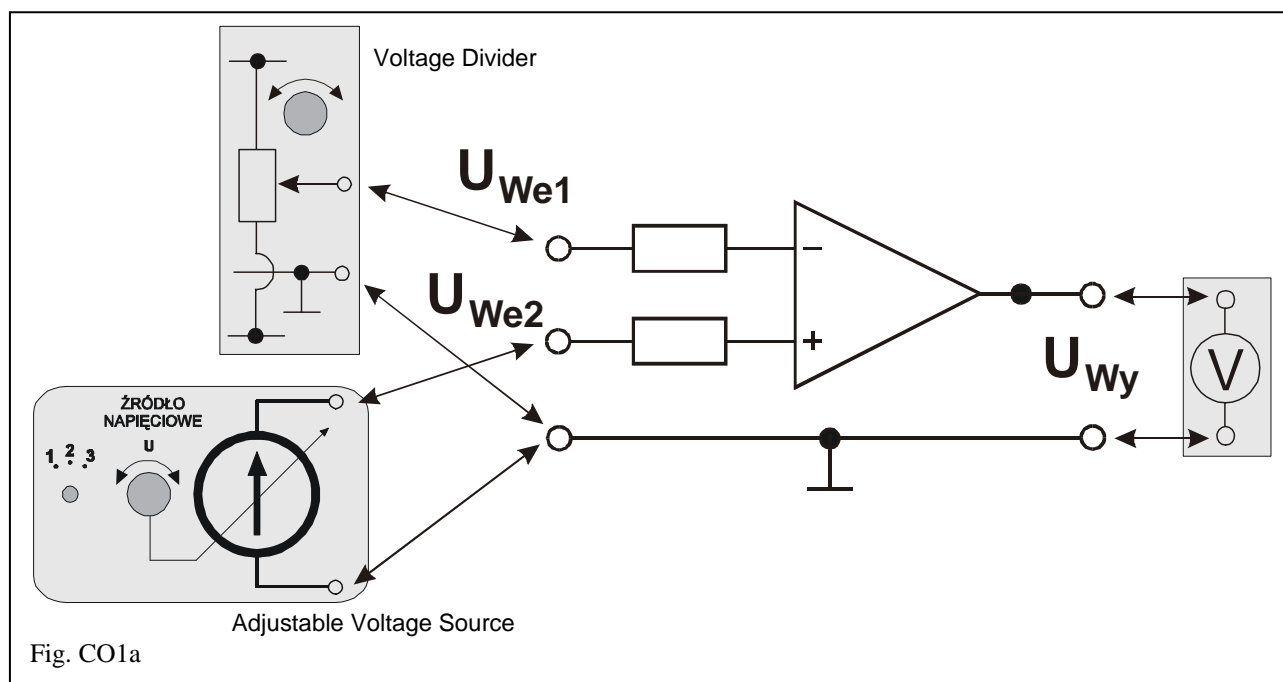 Voltage Divider
U We1
U We2
−
+
U Wy
V
ŹRÓDŁO
NAPIĘCIOWE
U
1 2 3
Adjustable Voltage Source
Fig. CO1a